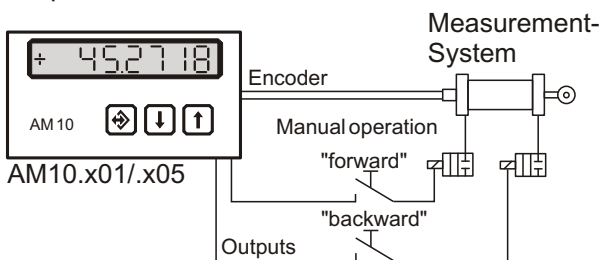 Measurement-
System
÷ 45.2718
Encoder
AM 10
Manual operation
AM10.x01/.x05
"forward"
"backward"
Outputs